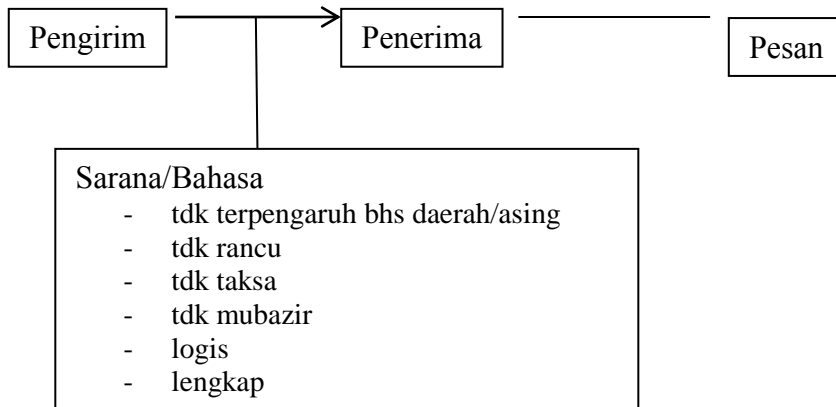 Pengirim
Penerima
Pesan
Sarana/Bahasa
- tdk terpengaruh bhs daerah/asing
- tdk rancu
- tdk taksa
- tdk mubazir
- logis
- lengkap